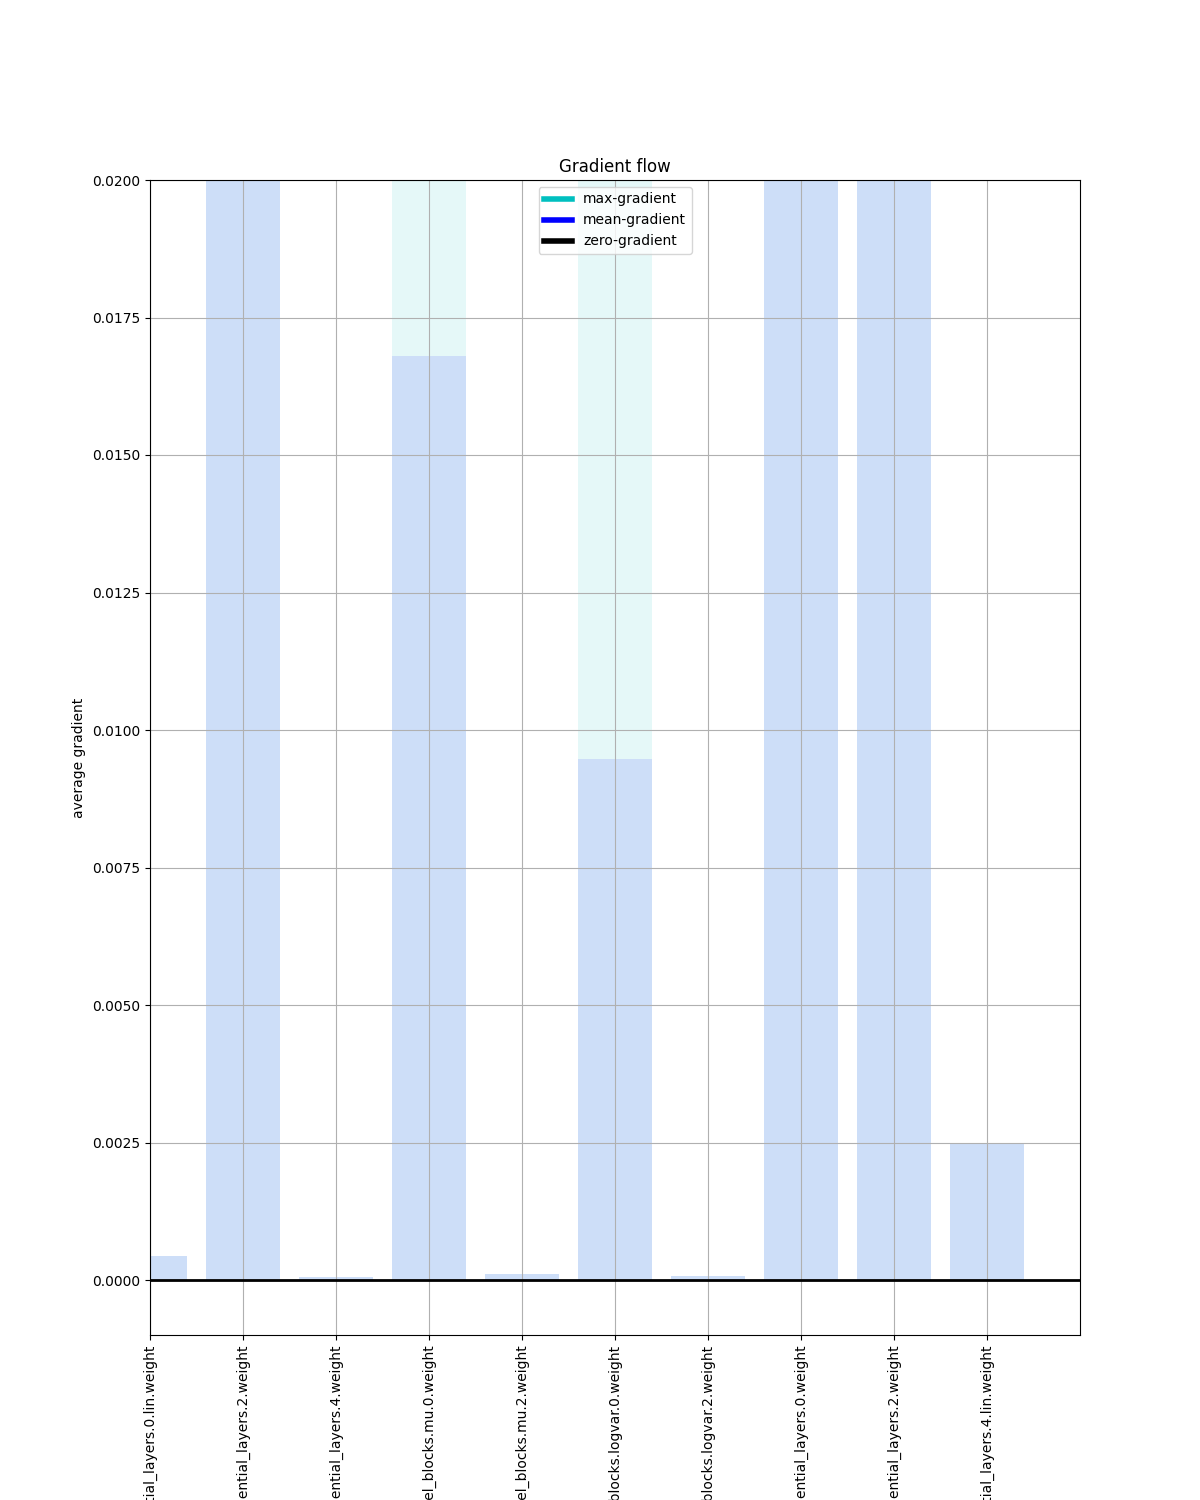 Gradient flow
max-gradient
mean-gradient
zero-gradient
0.0200
0.0175
0.0150
0.0125
0.0100
0.0075
0.0050
0.0025
0.0000
average gradient
tial_layers.0.lin.weight
ential_layers.2.weight
ential_layers.4.weight
el_blocks.mu.0.weight
el_blocks.mu.2.weight
blocks.logvar.0.weight
blocks.logvar.2.weight
ential_layers.0.weight
ential_layers.2.weight
tial_layers.4.lin.weight